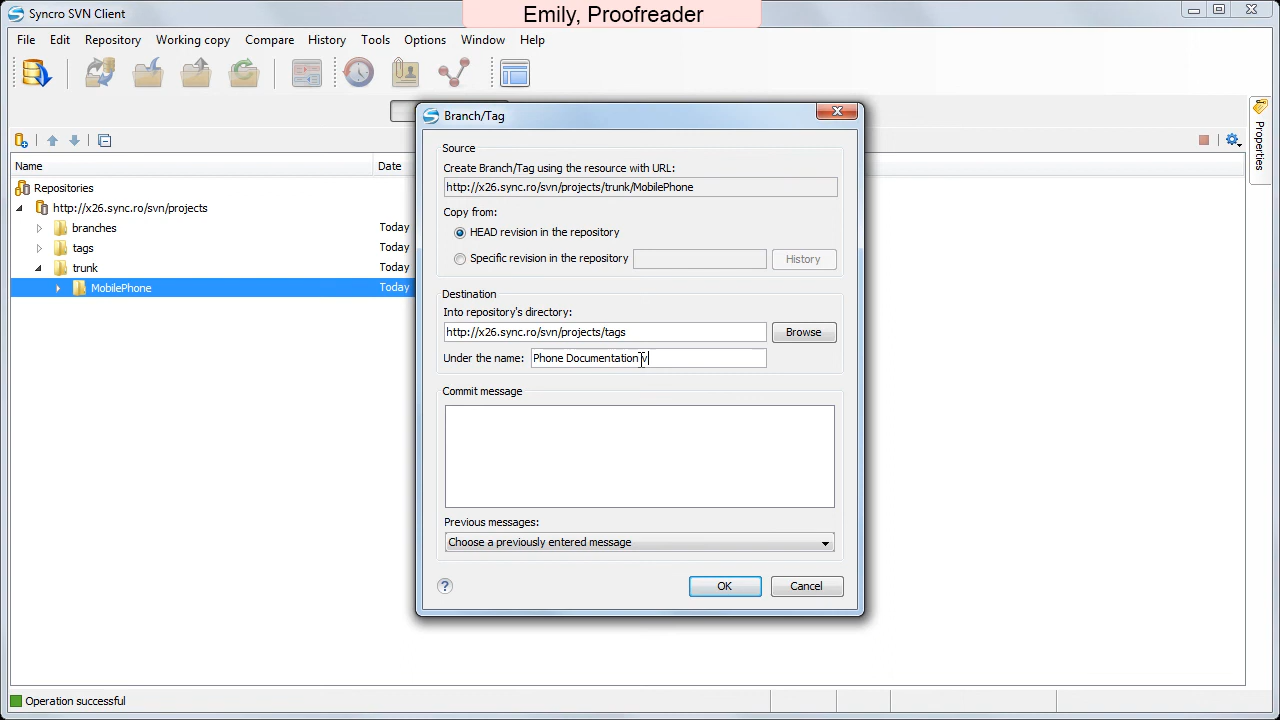 Emily, Proofreader
Syncro SVN Client
File Edit Repository Working copy Compare History Tools Options Window Help
Branch/Tag
Source
Create Branch/Tag using the resource with URL:
http://x26.sync.ro/svn/projects/trunk/MobilePhone
Copy from:
HEAD revision in the repository
Specific revision in the repository History
Destination
Into repository's directory:
http://x26.sync.ro/svn/projects/tags Browse
Under the name: Phone Documentation v
Commit message
Previous messages:
Choose a previously entered message
? OK Cancel
Name Date
Repositories
http://x26.sync.ro/svn/projects
branches Today
tags Today
trunk Today
MobilePhone Today
Properties
Operation successful